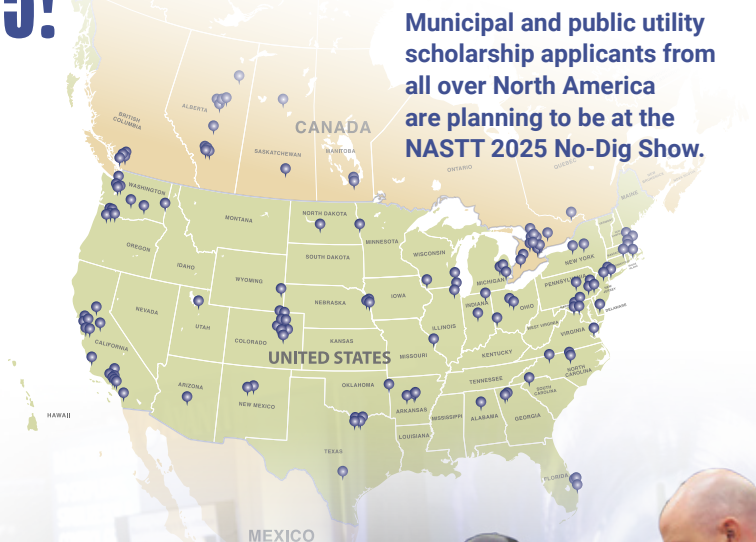 5!
Municipal and public utility
scholarship applicants from
all over North America
are planning to be at the
NASTT 2025 No-Dig Show.
ALBERTA
BRITISH
COLUMBIA
CANADA
SASKATCHEWAN
MANITOBA
ONTARIO
QUEBEC
WASHINGTON
MAINE
MONTANA
NORTH DAKOTA
MINNESOTA
OREGON
IDAHO
SOUTH DAKOTA
WISCONSIN
MICHIGAN
NEW YORK
WYOMING
NEBRASKA
IOWA
PENNSYLVANIA
NEVADA
UTAH
COLORADO
ILLINOIS
INDIANA
OHIO
WEST VIRGINIA
DELAWARE
CALIFORNIA
UNITED STATES
KANSAS
MISSOURI
KENTUCKY
VIRGINIA
ARIZONA
NEW MEXICO
OKLAHOMA
ARKANSAS
TENNESSEE
NORTH
CAROLINA
SOUTH
CAROLINA
HAWAII
TEXAS
LOUISIANA
MISSISSIPPI
ALABAMA
GEORGIA
FLORIDA
MEXICO